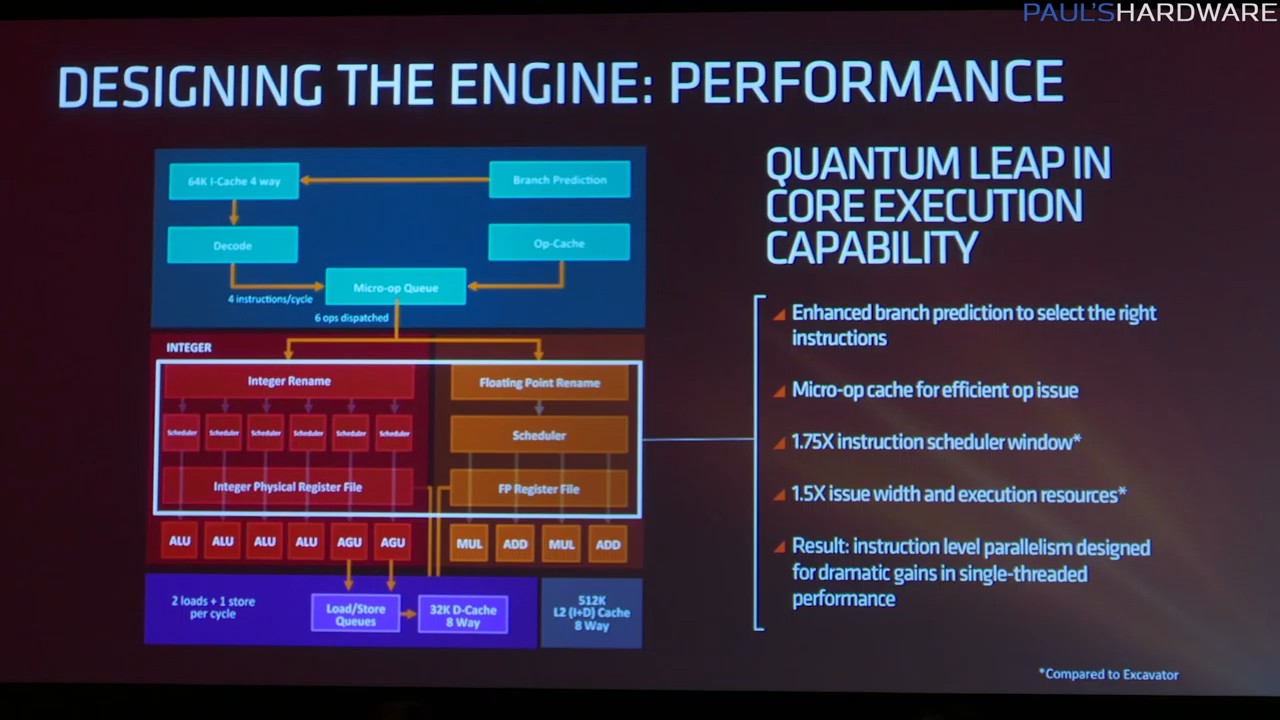 PAUL'SHARDWARE
DESIGNING THE ENGINE: PERFORMANCE
64K I-Cache 4 way
Branch Prediction
Decode
Op-Cache
Micro-op Queue
4 instructions/cycle
6 ops dispatched
INTEGER
Integer Rename
Floating Point Rename
Scheduler
Scheduler
Scheduler
Scheduler
Scheduler
Scheduler
Scheduler
Integer Physical Register File
FP Register File
ALU
ALU
ALU
ALU
AGU
AGU
MUL
ADD
MUL
ADD
2 loads + 1 store
per cycle
Load/Store
Queues
32K D-Cache
8 Way
512K
L2 (I+D) Cache
8 Way
QUANTUM LEAP IN
CORE EXECUTION
CAPABILITY
Enhanced branch prediction to select the right
instructions
Micro-op cache for efficient op issue
1.75X instruction scheduler window*
1.5X issue width and execution resources*
Result: instruction level parallelism designed
for dramatic gains in single-threaded
performance
*Compared to Excavator